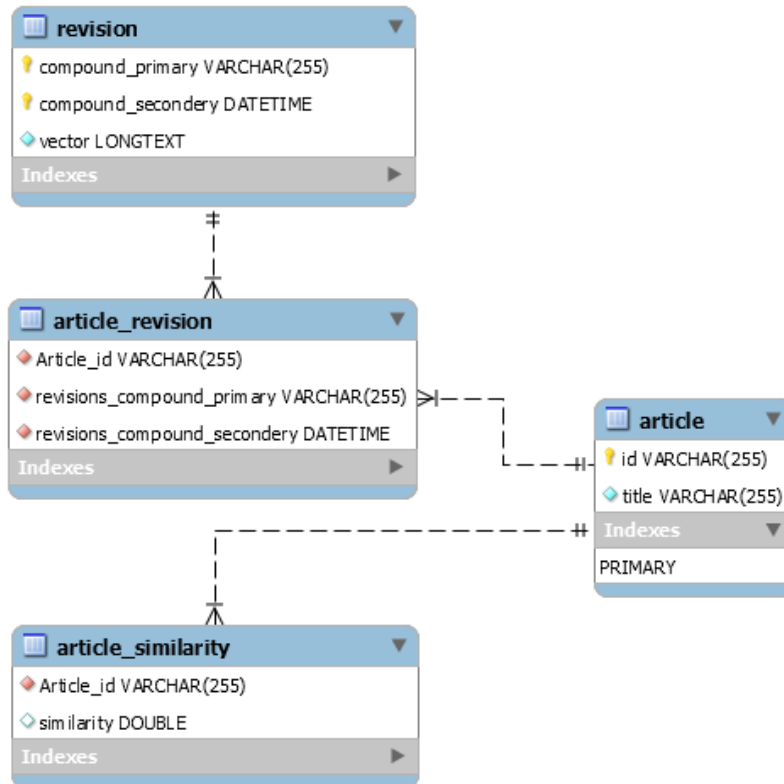 revision
compound_primary VARCHAR(255)
compound_secondery DATETIME
vector LONGTEXT
Indexes
article_revision
Article_id VARCHAR(255)
revisions_compound_primary VARCHAR(255)
revisions_compound_secondery DATETIME
Indexes
article
id VARCHAR(255)
title VARCHAR(255)
Indexes
PRIMARY
article_similarity
Article_id VARCHAR(255)
similarity DOUBLE
Indexes